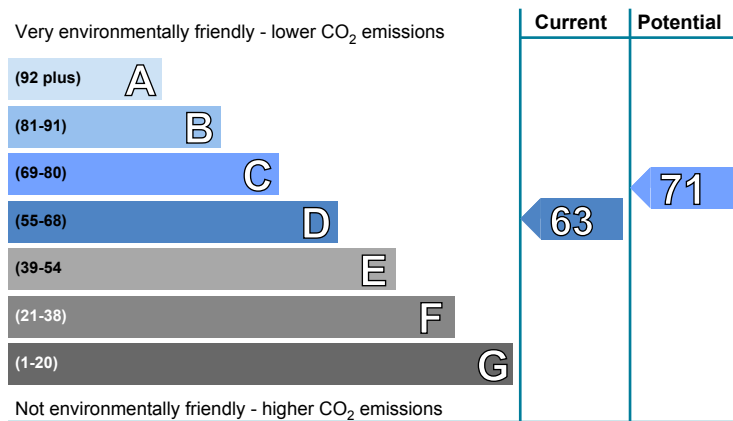 Current Potential
Very environmentally friendly - lower CO2 emissions
(92 plus) A
(81-91) B
(69-80) C
71
(55-68) D
63
(39-54 E
(21-38) F
(1-20) G
Not environmentally friendly - higher CO2 emissions